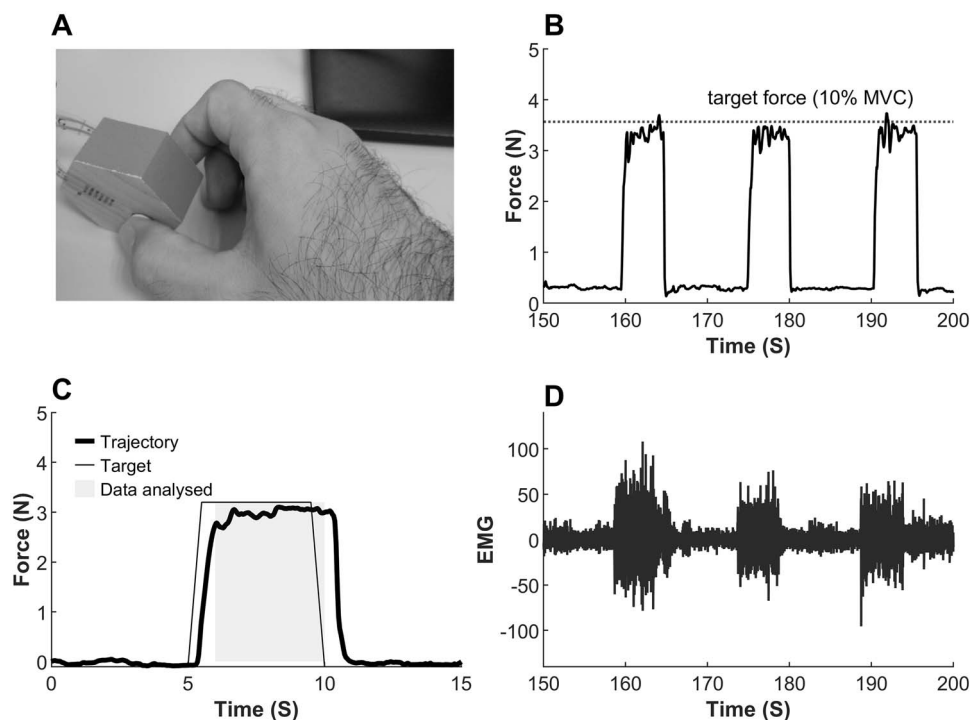 A
B
5
4
3
2
1
0
Force (N)
target force (10% MVC)
150
160
170
180
190
200
Time (S)
C
5
4
3
2
1
0
Force (N)
Trajectory
Target
Data analysed
0
5
10
15
Time (S)
D
100
50
0
-50
-100
EMG
150
160
170
180
190
200
Time (S)